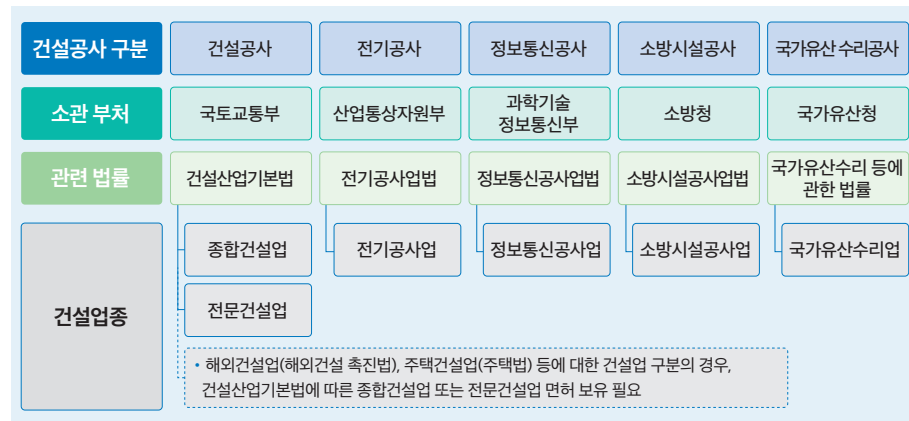 건설공사 구분
건설공사
전기공사
정보통신공사
소방시설공사
국가유산 수리공사
소관 부처
국토교통부
산업통상자원부
과학기술
정보통신부
소방청
국가유산청
관련 법률
건설산업기본법
전기공사업법
정보통신공사업법
소방시설공사업법
국가유산수리 등에
관한 법률
건설업종
종합건설업
전기공사업
정보통신공사업
소방시설공사업
국가유산수리업
전문건설업
• 해외건설업(해외건설 촉진법), 주택건설업(주택법) 등에 대한 건설업 구분의 경우,
건설산업기본법에 따른 종합건설업 또는 전문건설업 면허 보유 필요